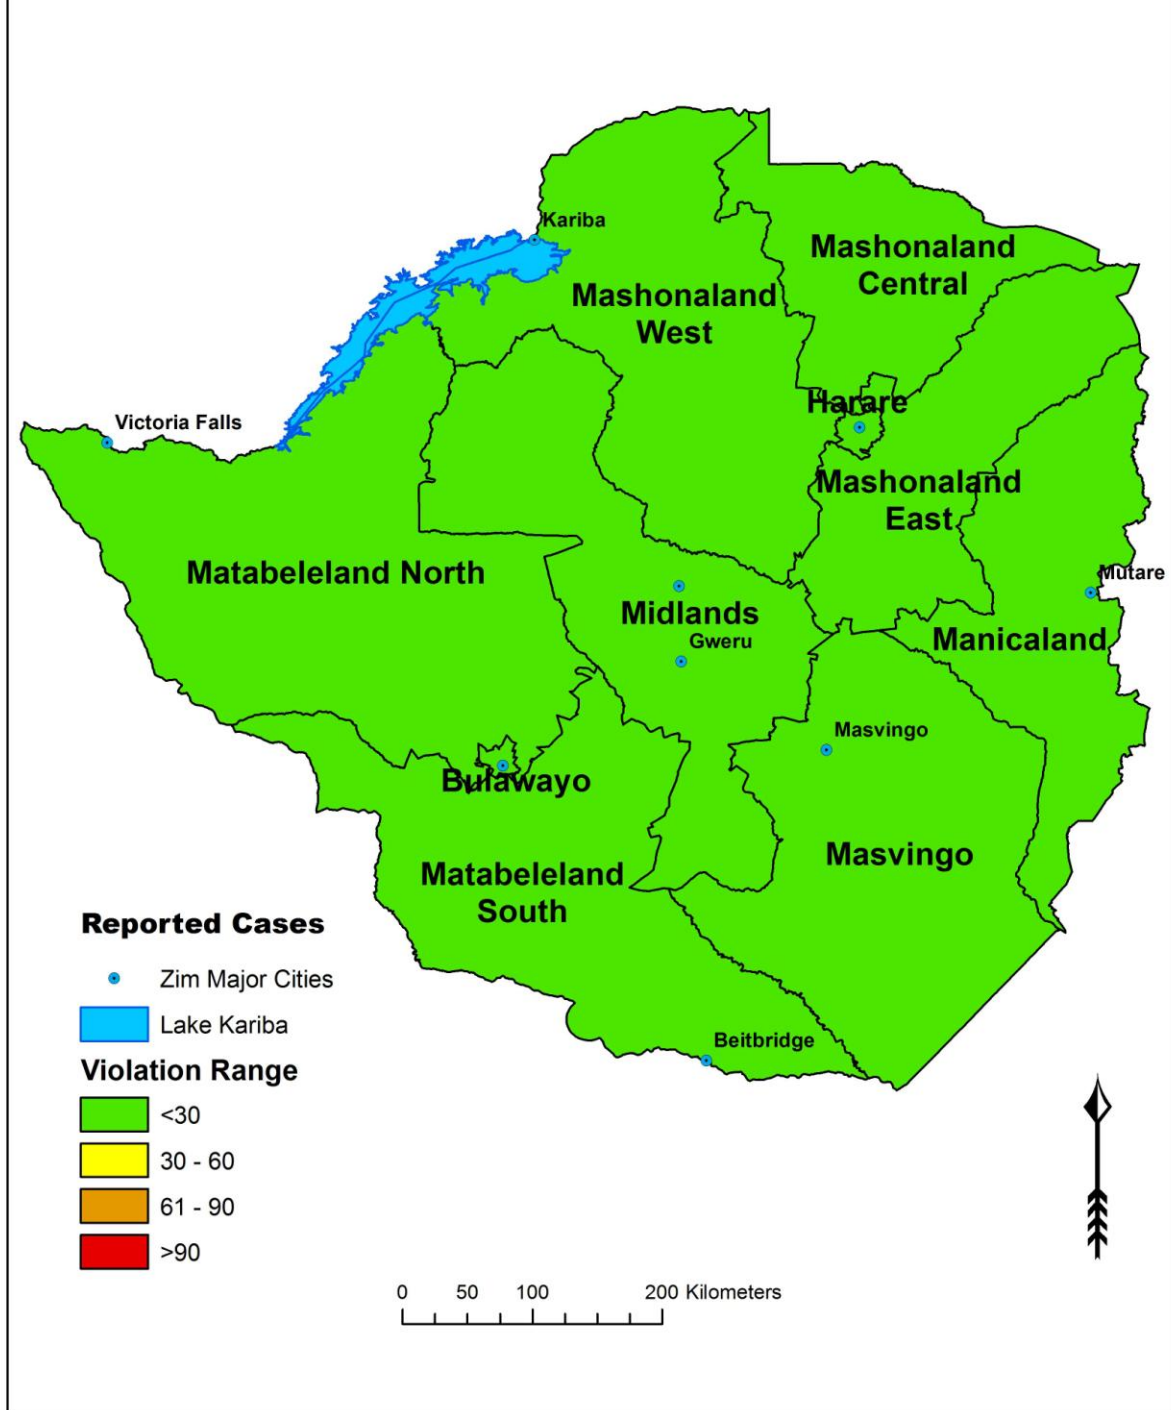 Kariba
Mashonaland
Central
Mashonaland
West
Harare
Victoria Falls
Mashonaland
East
Matabeleland North
Mutare
Midlands
Gweru
Manicaland
Masvingo
Bulawayo
Masvingo
Matabeleland
South
Beitbridge
Reported Cases
Zim Major Cities
Lake Kariba
Violation Range
<30
30 - 60
61 - 90
>90
0 50 100 200 Kilometers